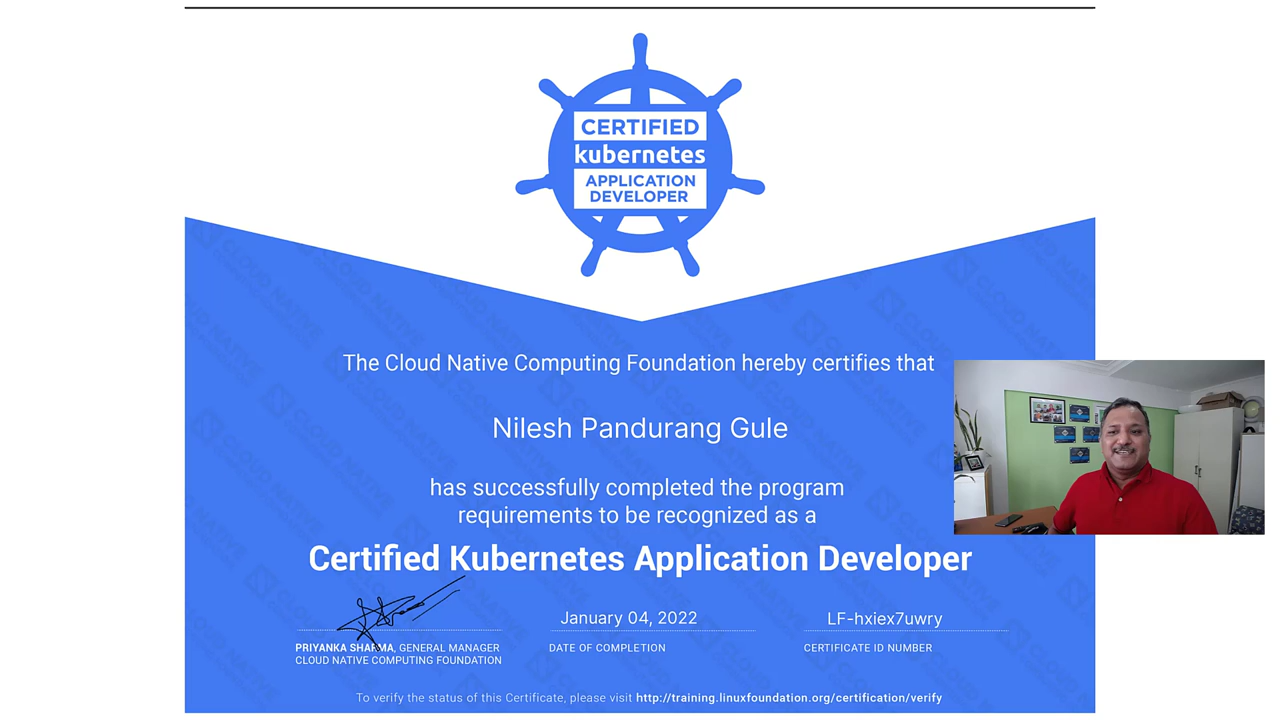 CERTIFIED
kubernetes
APPLICATION
DEVELOPER
The Cloud Native Computing Foundation hereby certifies that
Nilesh Pandurang Gule
has successfully completed the program
requirements to be recognized as a
Certified Kubernetes Application Developer
January 04, 2022
LF-hxiex7uwry
PRIYANKA SHARMA, GENERAL MANAGER
CLOUD NATIVE COMPUTING FOUNDATION
DATE OF COMPLETION
CERTIFICATE ID NUMBER
To verify the status of this Certificate, please visit http://training.linuxfoundation.org/certification/verify